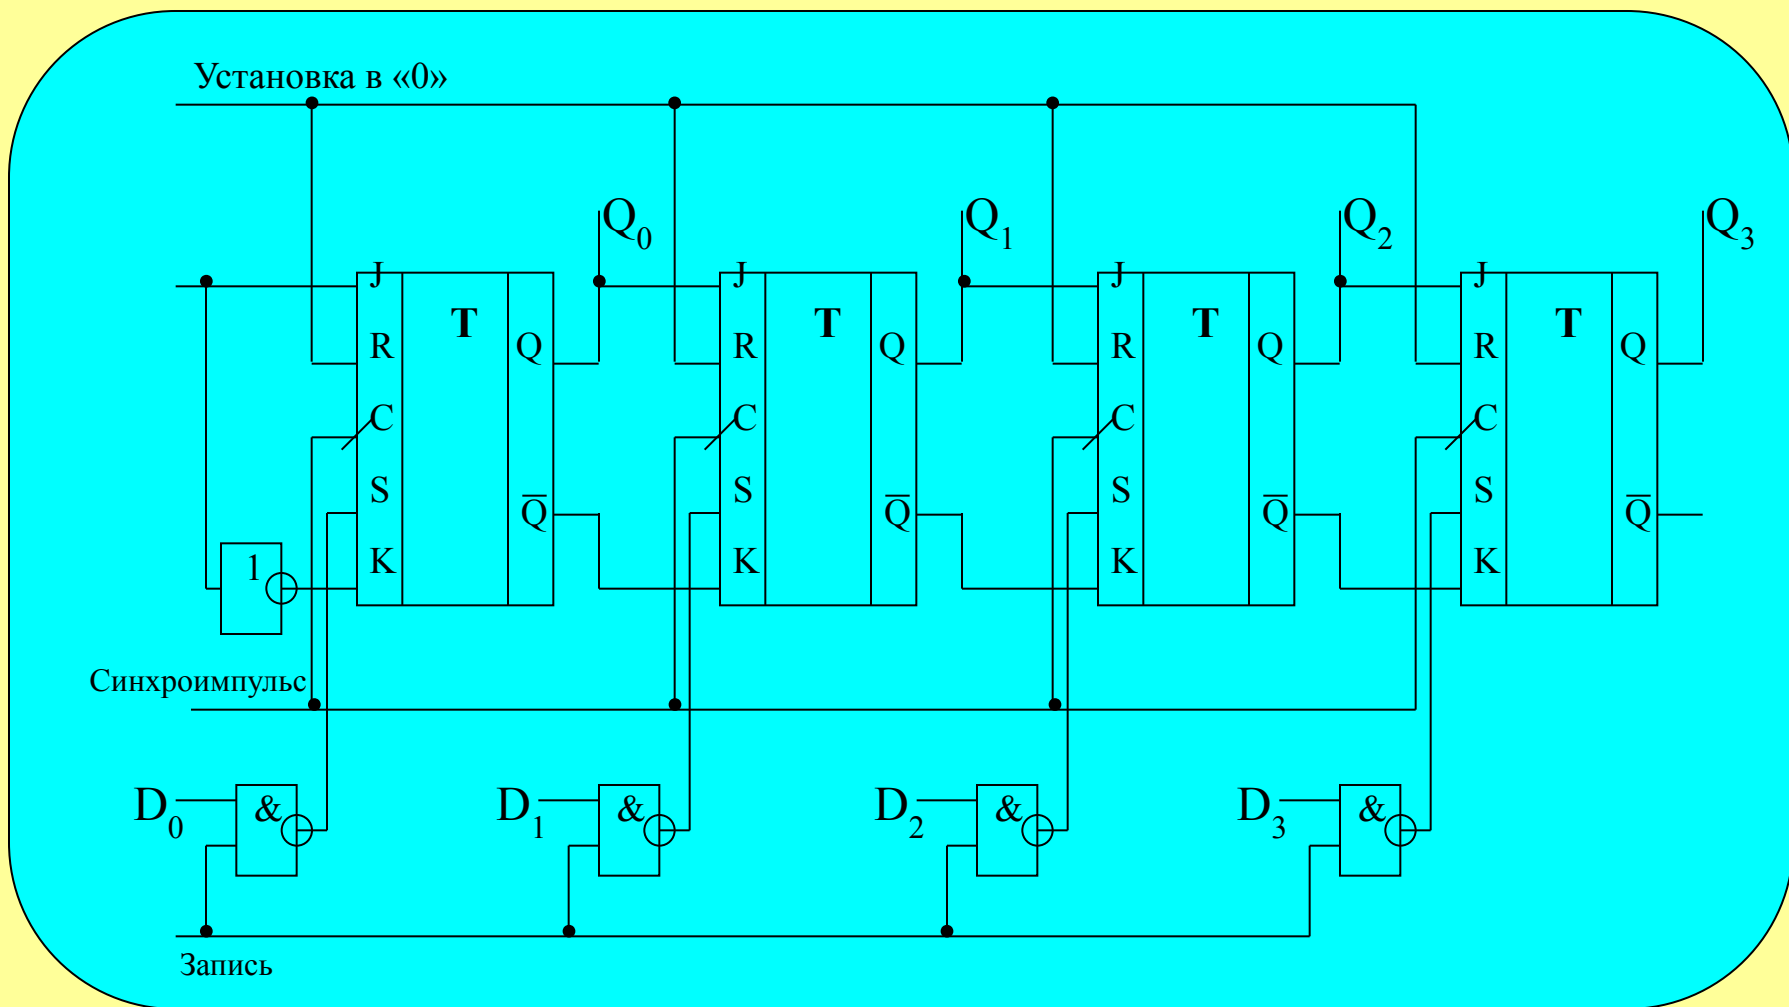 Установка в «0»
Q0 Q1 Q2 Q3
J J J J
T T T T
R Q R Q R Q R Q
C C C C
S S S S
Q̅ Q̅ Q̅ Q̅
1 K K K K
Синхроимпульс
D0 & D1 & D2 & D3 &
Запись